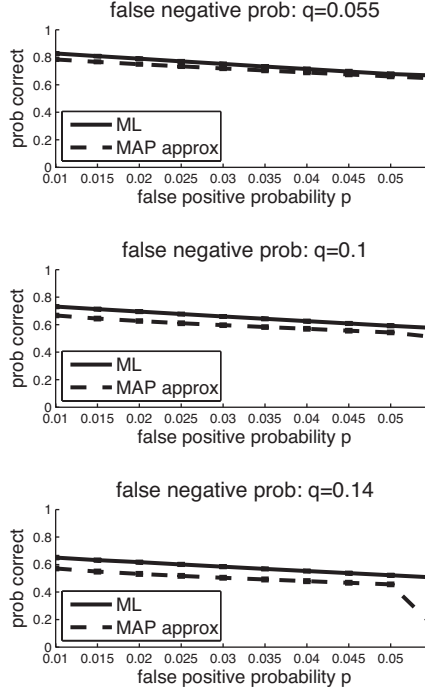 false negative prob: q=0.055
prob correct
1
0.8
0.6
0.4
0.2
0
ML
MAP approx
0.01 0.015 0.02 0.025 0.03 0.035 0.04 0.045 0.05
false positive probability p
false negative prob: q=0.1
prob correct
1
0.8
0.6
0.4
0.2
0
ML
MAP approx
0.01 0.015 0.02 0.025 0.03 0.035 0.04 0.045 0.05
false positive probability p
false negative prob: q=0.14
prob correct
1
0.8
0.6
0.4
0.2
0
ML
MAP approx
0.01 0.015 0.02 0.025 0.03 0.035 0.04 0.045 0.05
false positive probability p